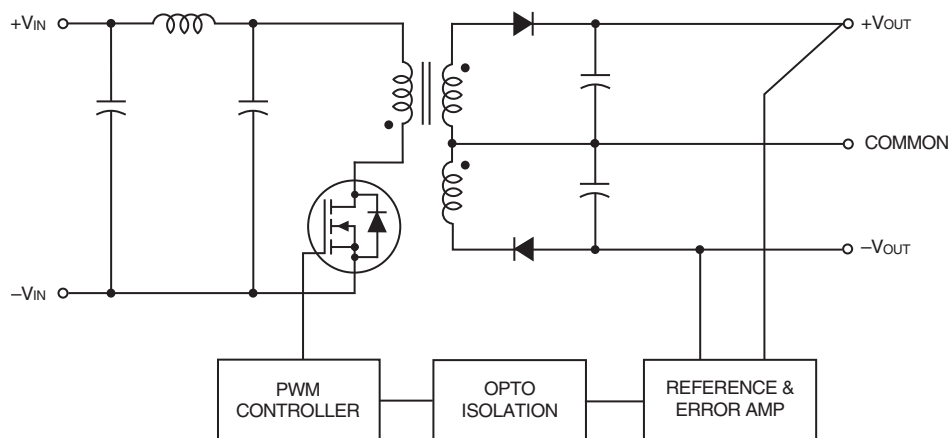 +VIN
+VOUT
COMMON
–VOUT
–VIN
PWM
CONTROLLER
OPTO
ISOLATION
REFERENCE &
ERROR AMP